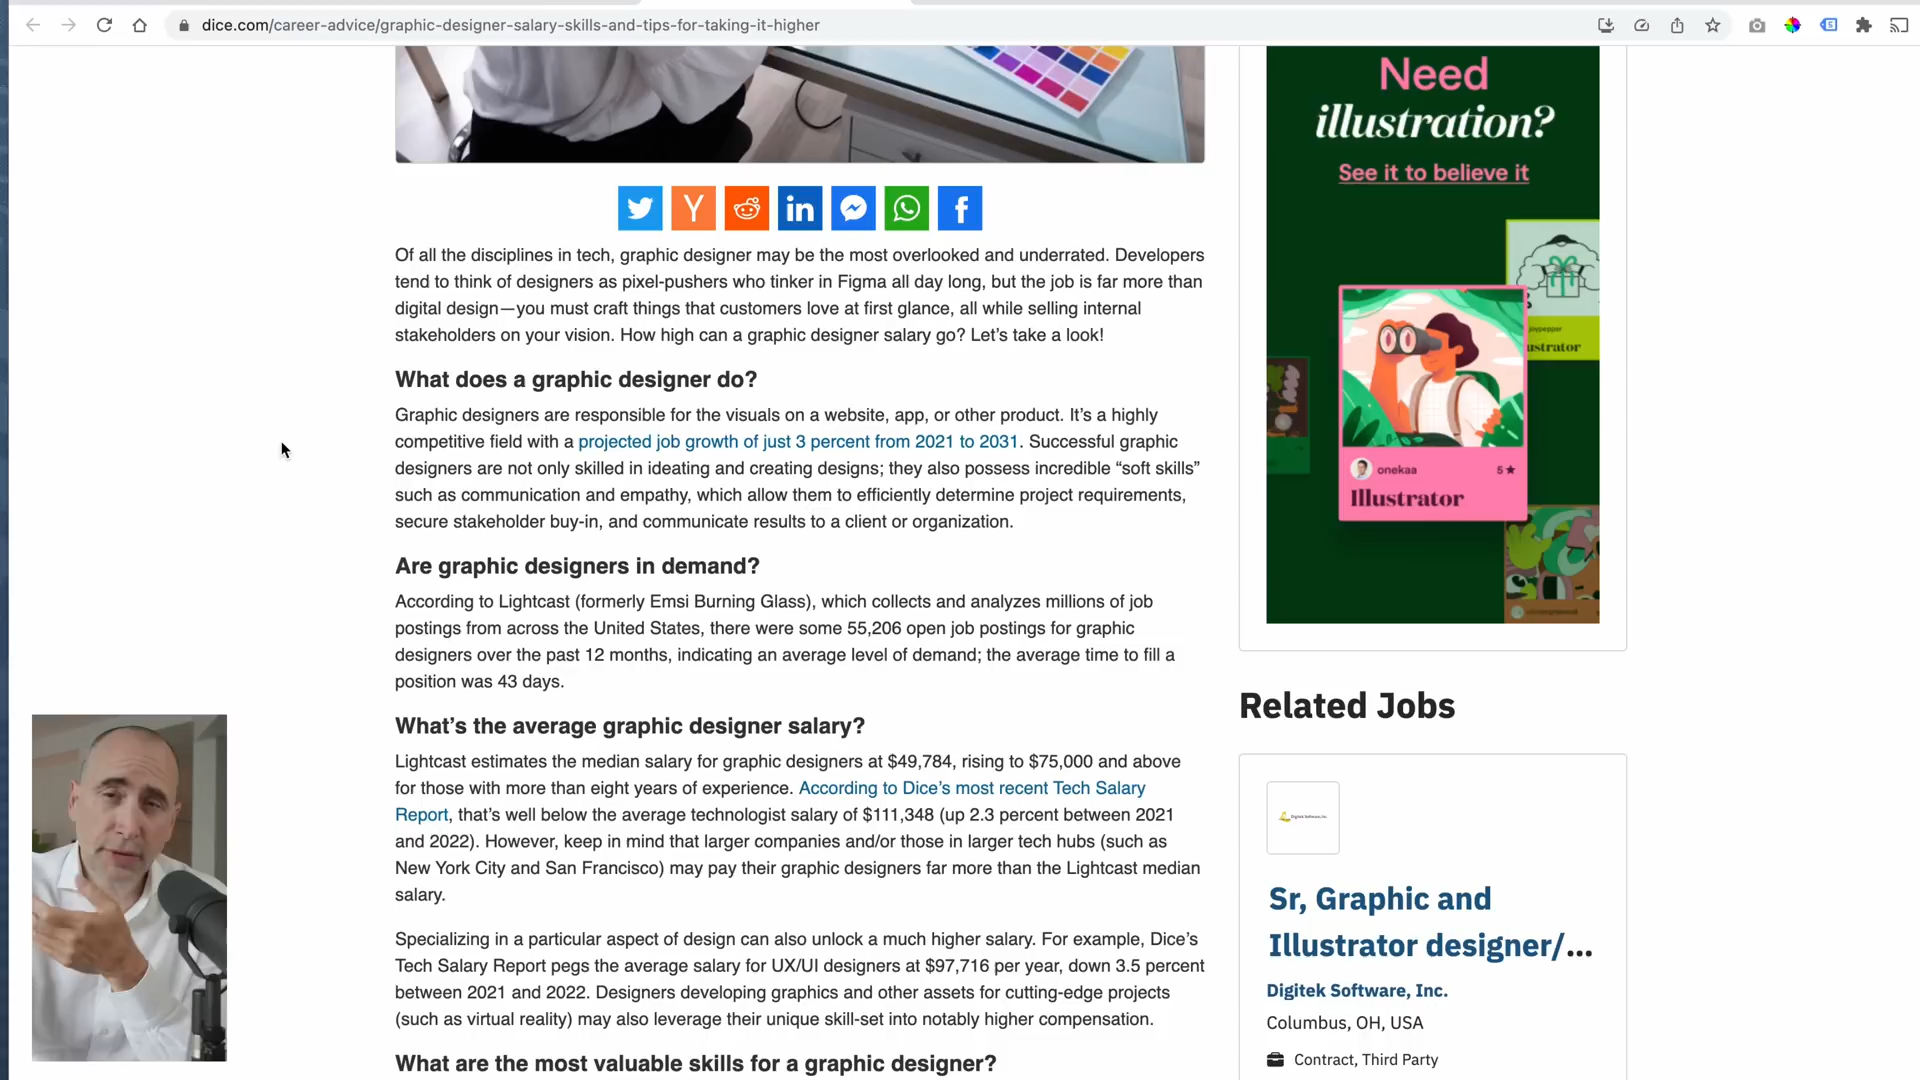 dice.com/career-advice/graphic-designer-salary-skills-and-tips-for-taking-it-higher
Of all the disciplines in tech, graphic designer may be the most overlooked and underrated. Developers
tend to think of designers as pixel-pushers who tinker in Figma all day long, but the job is far more than
digital design—you must craft things that customers love at first glance, all while selling internal
stakeholders on your vision. How high can a graphic designer salary go? Let’s take a look!
What does a graphic designer do?
Graphic designers are responsible for the visuals on a website, app, or other product. It’s a highly
competitive field with a projected job growth of just 3 percent from 2021 to 2031. Successful graphic
designers are not only skilled in ideating and creating designs; they also possess incredible “soft skills”
such as communication and empathy, which allow them to efficiently determine project requirements,
secure stakeholder buy-in, and communicate results to a client or organization.
Are graphic designers in demand?
According to Lightcast (formerly Emsi Burning Glass), which collects and analyzes millions of job
postings from across the United States, there were some 55,206 open job postings for graphic
designers over the past 12 months, indicating an average level of demand; the average time to fill a
position was 43 days.
What’s the average graphic designer salary?
Lightcast estimates the median salary for graphic designers at $49,784, rising to $75,000 and above
for those with more than eight years of experience. According to Dice’s most recent Tech Salary
Report, that’s well below the average technologist salary of $111,348 (up 2.3 percent between 2021
and 2022). However, keep in mind that larger companies and/or those in larger tech hubs (such as
New York City and San Francisco) may pay their graphic designers far more than the Lightcast median
salary.
Specializing in a particular aspect of design can also unlock a much higher salary. For example, Dice’s
Tech Salary Report pegs the average salary for UX/UI designers at $97,716 per year, down 3.5 percent
between 2021 and 2022. Designers developing graphics and other assets for cutting-edge projects
(such as virtual reality) may also leverage their unique skill-set into notably higher compensation.
What are the most valuable skills for a graphic designer?
Need
illustration?
See it to believe it
joypepper
ustrator
onekaa 5★
Illustrator
Related Jobs
Digitek Software, Inc.
Sr, Graphic and
Illustrator designer/...
Digitek Software, Inc.
Columbus, OH, USA
Contract, Third Party